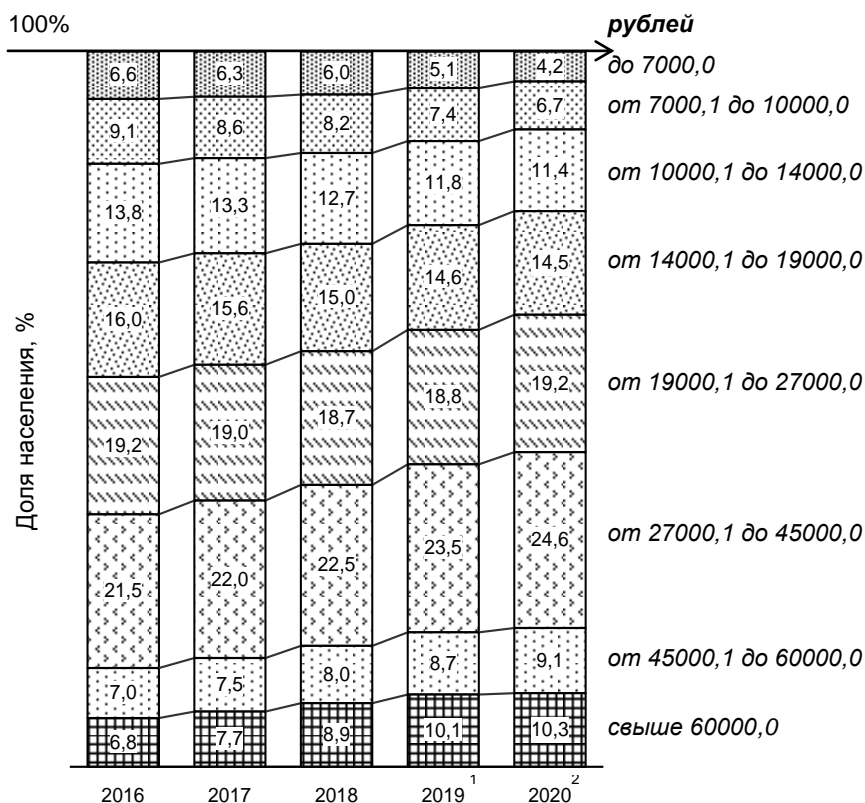 100%
рублей
6,6 6,3 6,0 5,1 4,2 до 7000,0
9,1 8,6 8,2 7,4 6,7 от 7000,1 до 10000,0
13,8 13,3 12,7 11,8 11,4 от 10000,1 до 14000,0
16,0 15,6 15,0 14,6 14,5 от 14000,1 до 19000,0
19,2 19,0 18,7 18,8 19,2 от 19000,1 до 27000,0
21,5 22,0 22,5 23,5 24,6 от 27000,1 до 45000,0
7,0 7,5 8,0 8,7 9,1 от 45000,1 до 60000,0
6,8 7,7 8,9 10,1 10,3 свыше 60000,0
Доля населения, %
2016 2017 2018 2019 1 2020 2